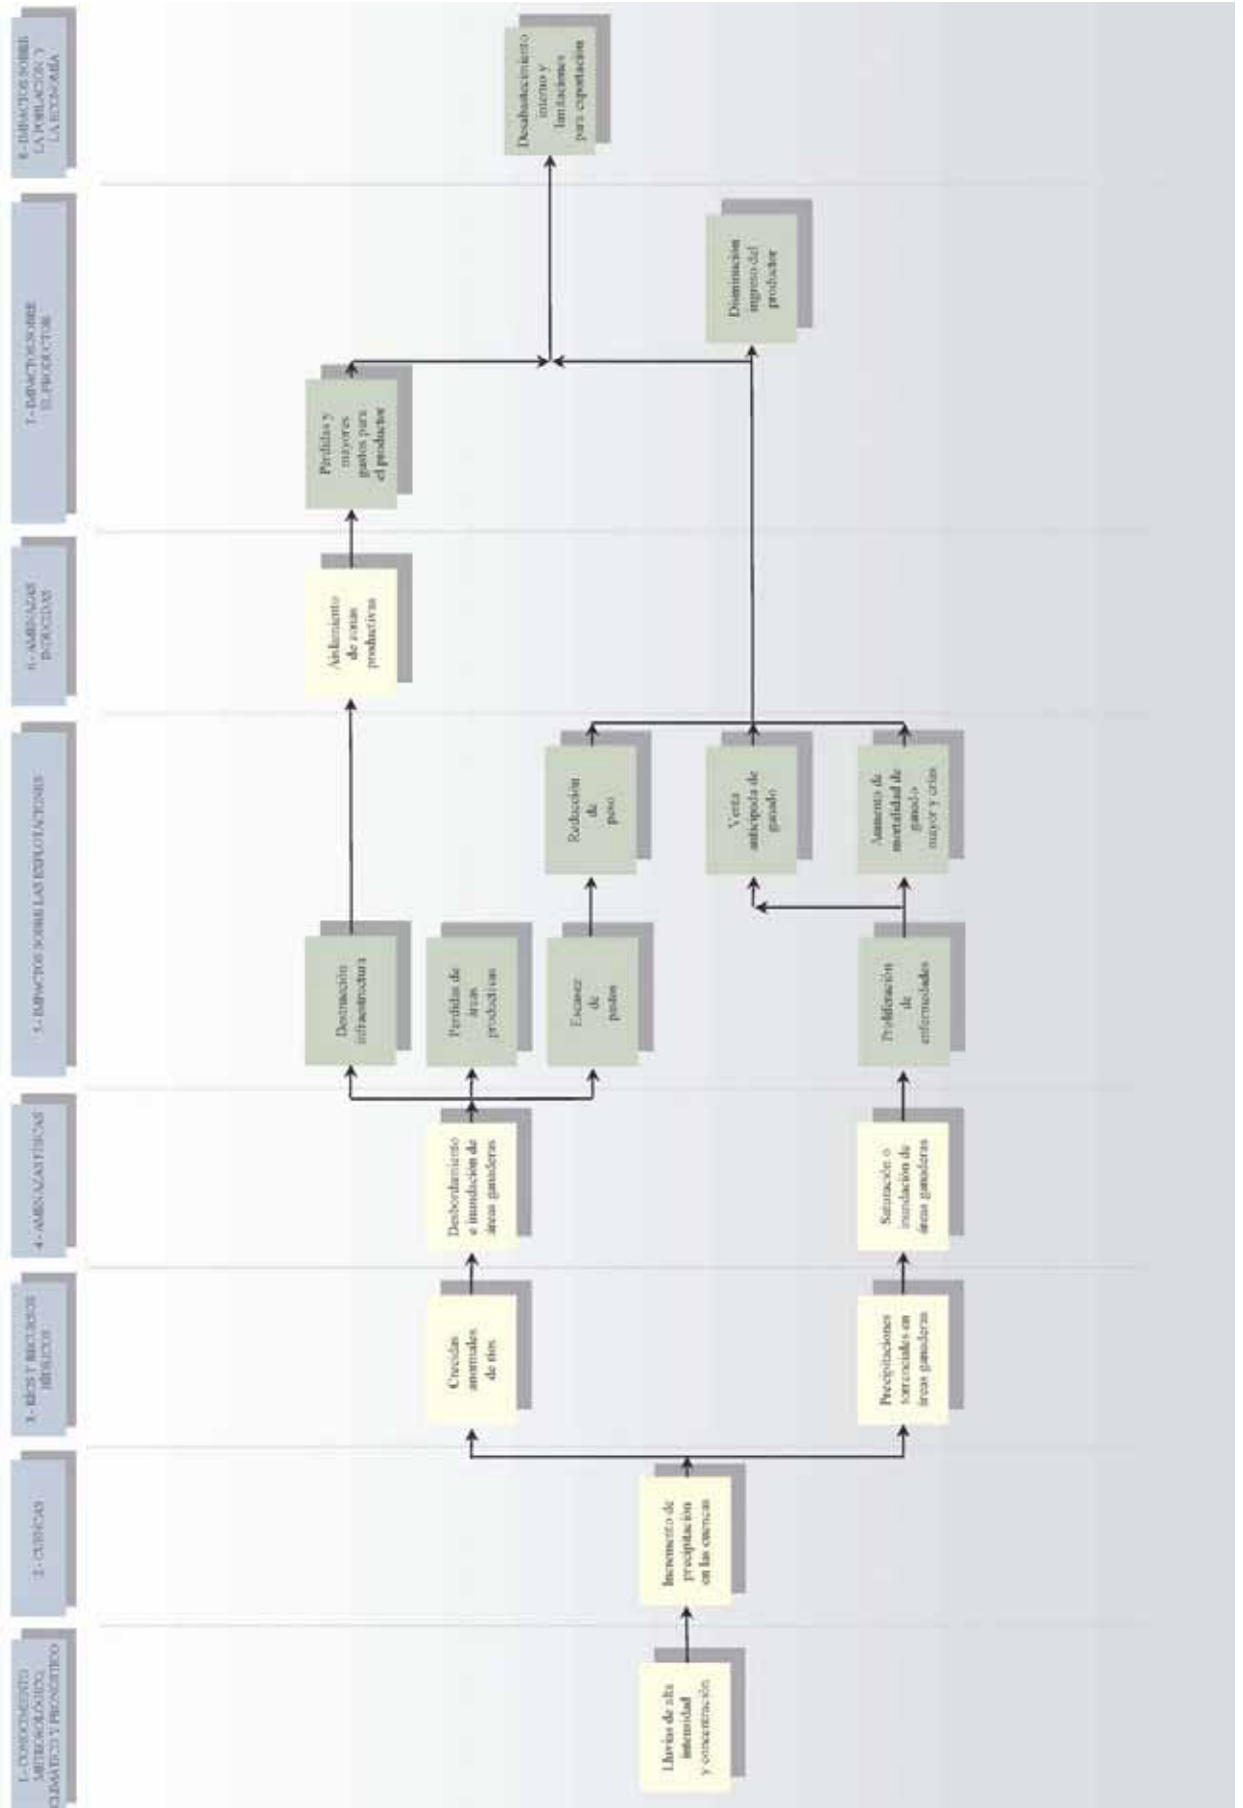 1 - CONOCIMIENTO
METEOROLÓGICO,
CLIMÁTICO Y PRONÓSTICO
2 - CUENCAS
3 - RÍOS Y RECURSOS
HÍDRICOS
4 - AMENAZAS FÍSICAS
5 - IMPACTOS SOBRE LAS EXPLOTACIONES
6 - AMENAZAS
INDUCIDAS
7 - IMPACTOS SOBRE
EL PRODUCTOR
8 - IMPACTOS SOBRE
LA POBLACIÓN Y
LA ECONOMÍA
Lluvias de alta
intensidad
y concentración
Incremento de
precipitación
en las cuencas
Crecidas
anormales
de ríos
Precipitaciones
torrenciales en
áreas ganaderas
Desbordamiento
e inundación de
áreas ganaderas
Saturación o
inundación de
áreas ganaderas
Destrucción
infraestructura
Perdidas de
áreas
productivas
Escasez
de
pastos
Proliferación
de
enfermedades
Reducción
de
peso
Venta
anticipada de
ganado
Aumento de
mortalidad de
ganado
mayor y crías
Aislamiento
de zonas
productivas
Pérdidas y
mayores
gastos para
el productor
Disminución
ingreso del
productor
Desabastecimiento
interno y
limitaciones
para exportación